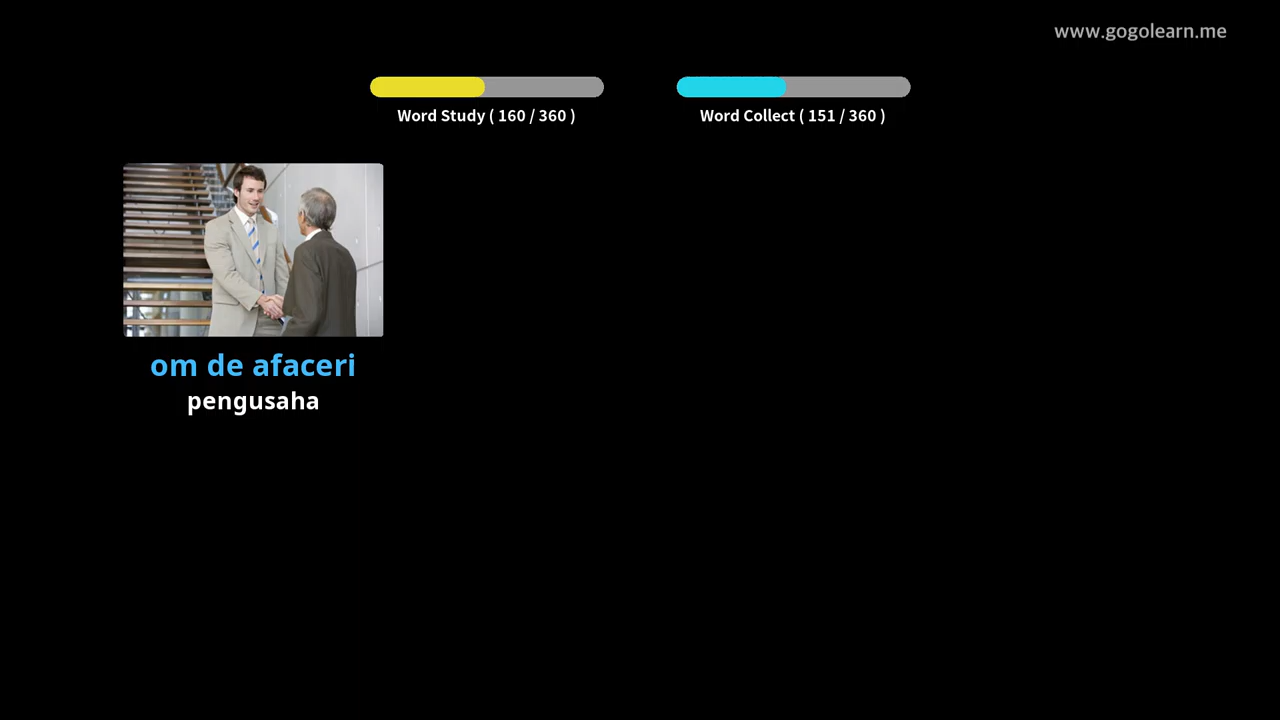 www.gogolearn.me
Word Study ( 160 / 360 )
Word Collect ( 151 / 360 )
om de afaceri
pengusaha